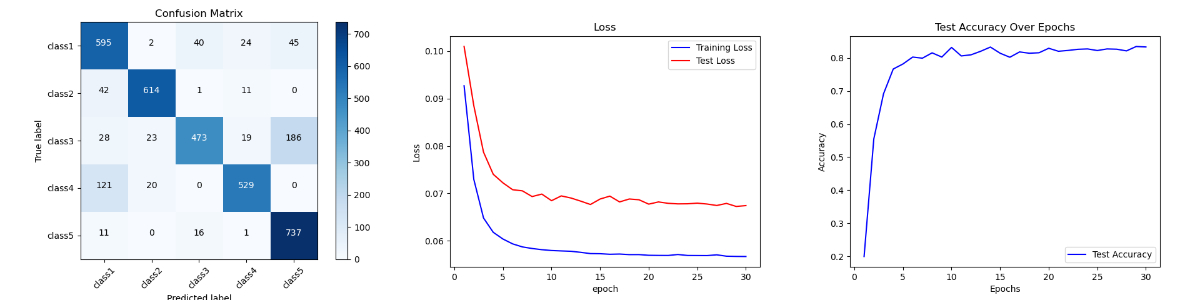 Confusion Matrix
True label
class1 595 2 40 24 45
class2 42 614 1 11 0
class3 28 23 473 19 186
class4 121 20 0 529 0
class5 11 0 16 1 737
class1 class2 class3 class4 class5
Predicted label
700
600
500
400
300
200
100
0
Loss
Training Loss
Test Loss
Loss
0.10
0.09
0.08
0.07
0.06
0 5 10 15 20 25 30
epoch
Test Accuracy Over Epochs
Accuracy
0.8
0.7
0.6
0.5
0.4
0.3
0.2
Test Accuracy
0 5 10 15 20 25 30
Epochs